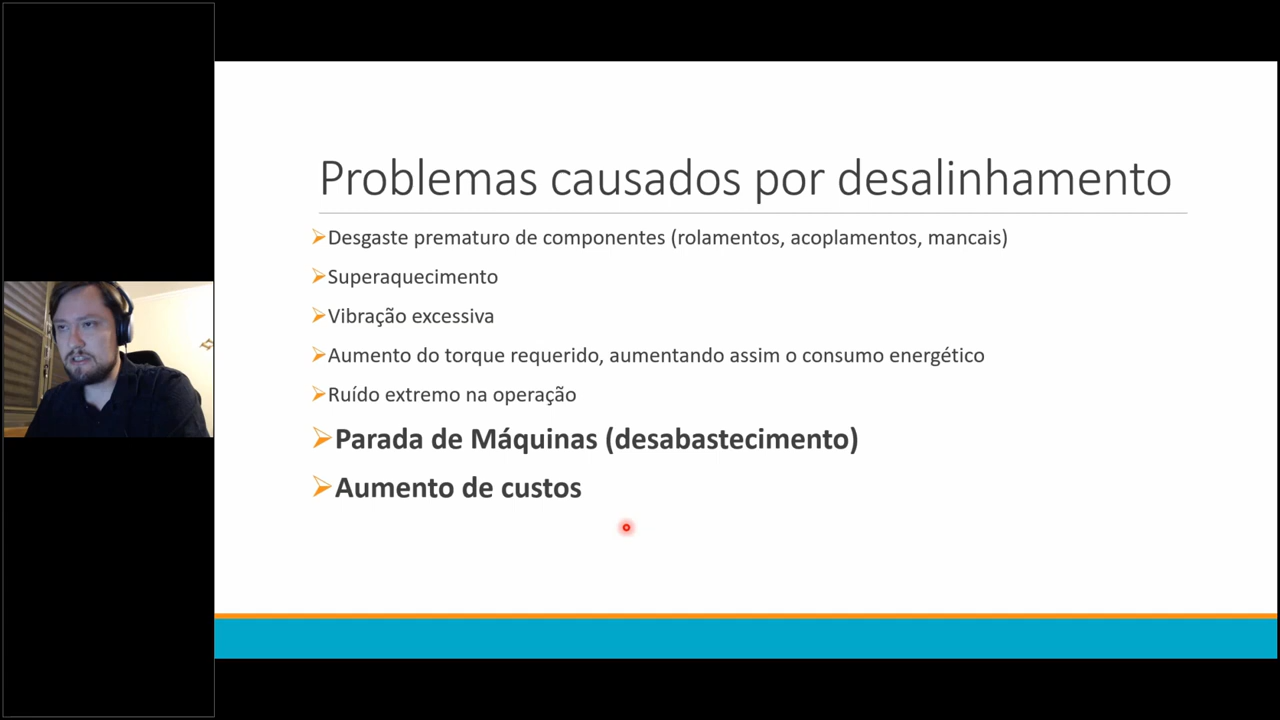 Problemas causados por desalinhamento
Desgaste prematuro de componentes (rolamentos, acoplamentos, mancais)
Superaquecimento
Vibração excessiva
Aumento do torque requerido, aumentando assim o consumo energético
Ruído extremo na operação
Parada de Máquinas (desabastecimento)
Aumento de custos